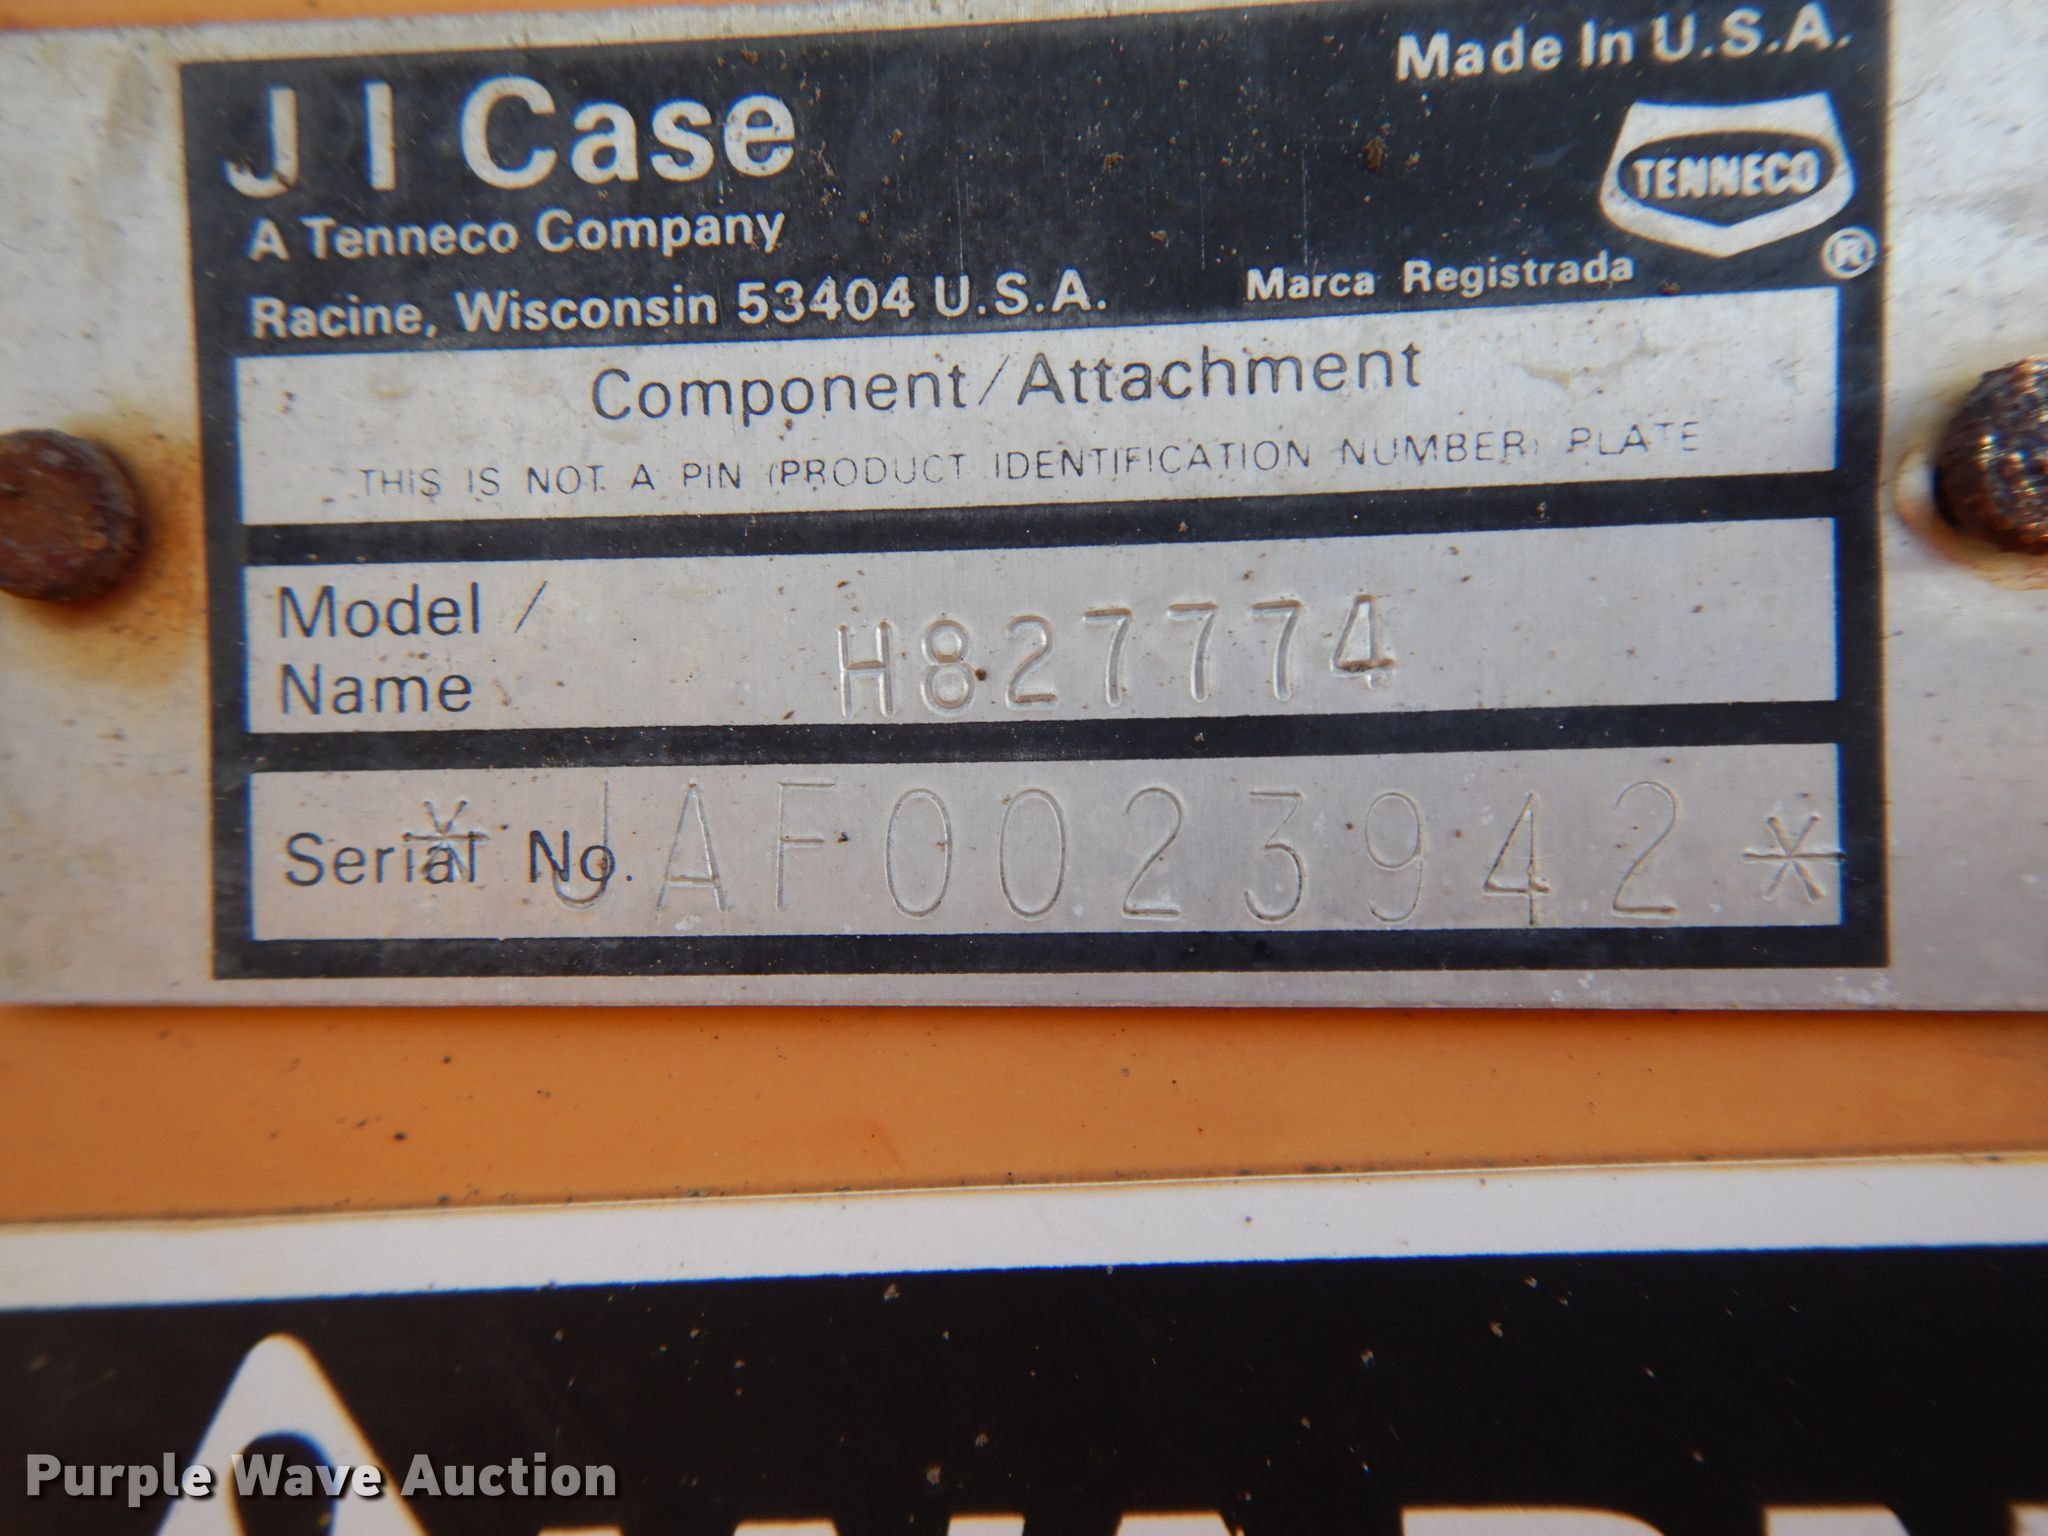 J I Case
Made In U.S.A.
TENNECO
A Tenneco Company
®
Racine, Wisconsin 53404 U.S.A.
Marca Registrada
Component/Attachment
THIS IS NOT A PIN (PRODUCT IDENTIFICATION NUMBER) PLATE
Model / Name
H827774
Serial No.
*JAF0023942*
Purple Wave Auction